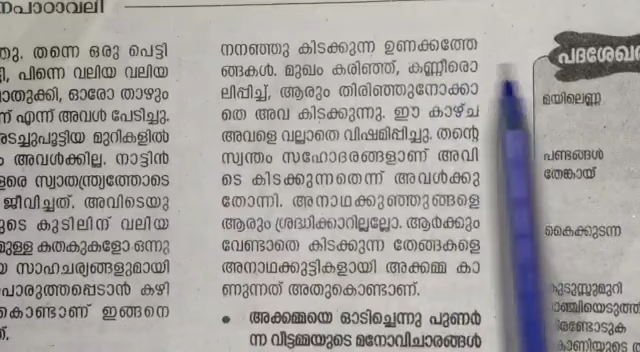 നപാഠാവലി
തു. തന്നെ ഒരു പെട്ടി
പിന്നെ വലിയ വലിയ
ഓരോ താഴും
എന്ന് അവൾ പേടിച്ചു.
മുറികളിൽ
അവൾക്കില്ല. നാട്ടിൻ
സ്വാതന്ത്ര്യത്തോടെ
ജീവിച്ചത്. അവിടെയു
കുടിലിന് വലിയ
കതകുകളോ ഒന്നു
സാഹചര്യങ്ങളുമായി
കഴി
ഇങ്ങനെ
നനഞ്ഞു കിടക്കുന്ന ഉണക്കത്തേ
ങ്ങകൾ. മുഖം കരിഞ്ഞ്, കണ്ണീരൊ
ലിപ്പിച്ച്, ആരും തിരിഞ്ഞുനോക്കാ
തെ അവ കിടക്കുന്നു. ഈ കാഴ്ച
അവളെ വല്ലാതെ വിഷമിപ്പിച്ചു. തന്റെ
സ്വന്തം സഹോദരങ്ങളാണ് അവി
ടെ കിടക്കുന്നതെന്ന് അവൾക്കു
തോന്നി. അനാഥക്കുഞ്ഞുങ്ങളെ
ആരും ശ്രദ്ധിക്കാറില്ലല്ലോ. ആർക്കും
വേണ്ടാതെ കിടക്കുന്ന തേങ്ങകളെ
അനാഥക്കുട്ടികളായി അക്കമ്മ കാ
ണുന്നത് അതുകൊണ്ടാണ്.
• അക്കമ്മയെ ഓടിച്ചെന്നു പുണർ
ന്ന വീട്ടമ്മയുടെ മനോവിചാരങ്ങൾ
പദശേഖര
മയിലെണ്ണ
പണ്ടങ്ങൾ
തേങ്കായ്
കൈക്കുടന്ന